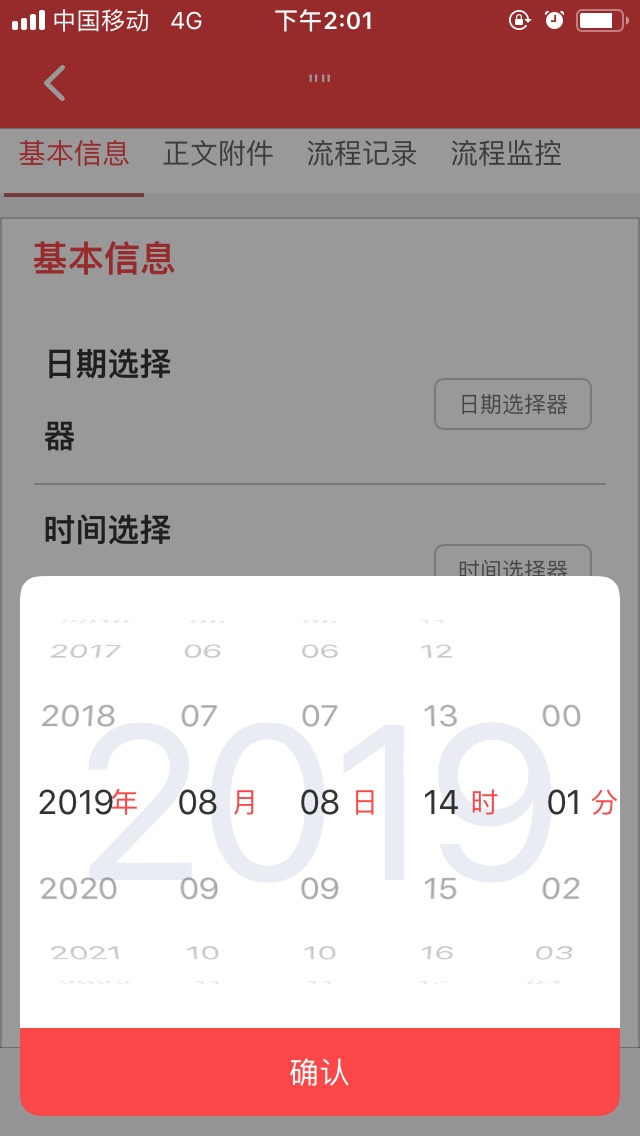 中国移动 4G 下午2:01
""
基本信息 正文附件 流程记录 流程监控
基本信息
日期选择
器
日期选择器
时间选择
时间选择器
2017 06 06 12
2018 07 07 13 00
2019
2019年 08 月 08 日 14 时 01 分
2020 09 09 15 02
2021 10 10 16 03
确认